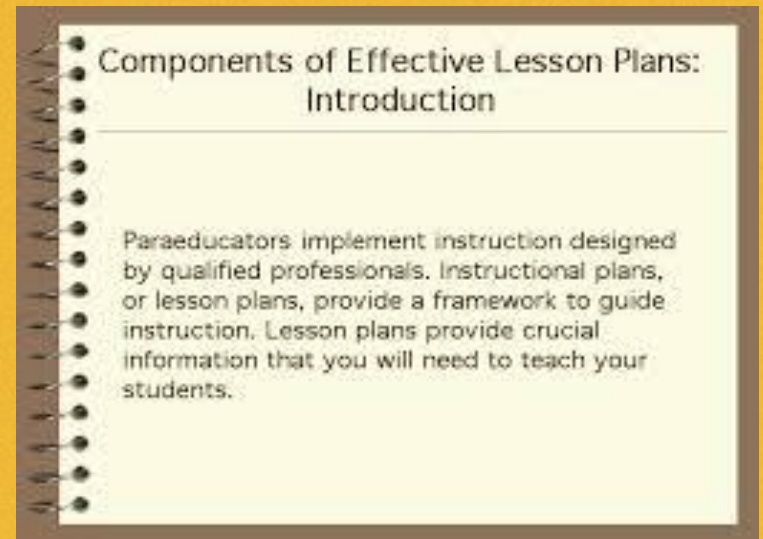 Components of Effective Lesson Plans:
Introduction
Paraeducators implement instruction designed
by qualified professionals. Instructional plans,
or lesson plans, provide a framework to guide
instruction. Lesson plans provide crucial
information that you will need to teach your
students.